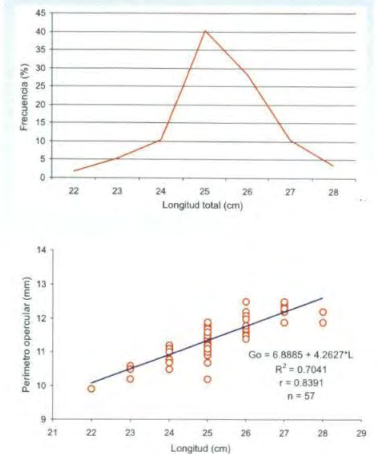 45
40
35
30
25
20
15
10
5
0
Frecuencia (%)
22 23 24 25 26 27 28
Longitud total (cm)
14
13
12
11
10
9
Perímetro opercular (mm)
Go = 6.8885 + 4.2627*L
R² = 0.7041
r = 0.8391
n = 57
21 22 23 24 25 26 27 28 29
Longitud (cm)